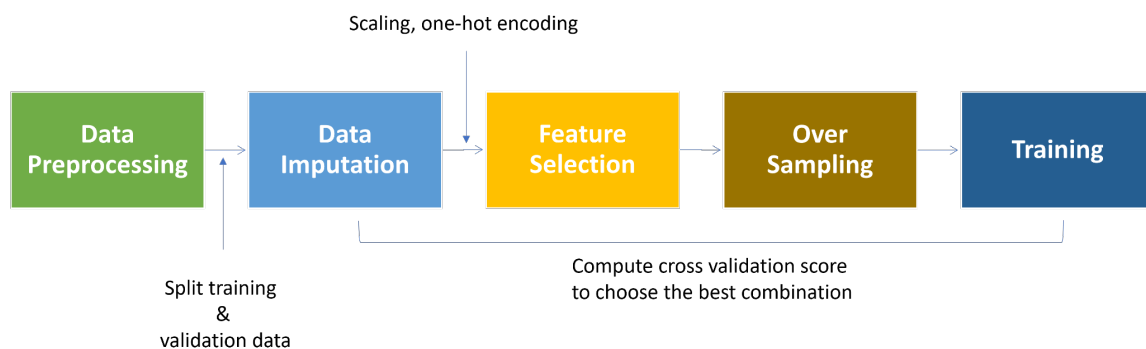 Scaling, one-hot encoding
Data
Preprocessing
Data
Imputation
Feature
Selection
Over
Sampling
Training
Split training
&
validation data
Compute cross validation score
to choose the best combination